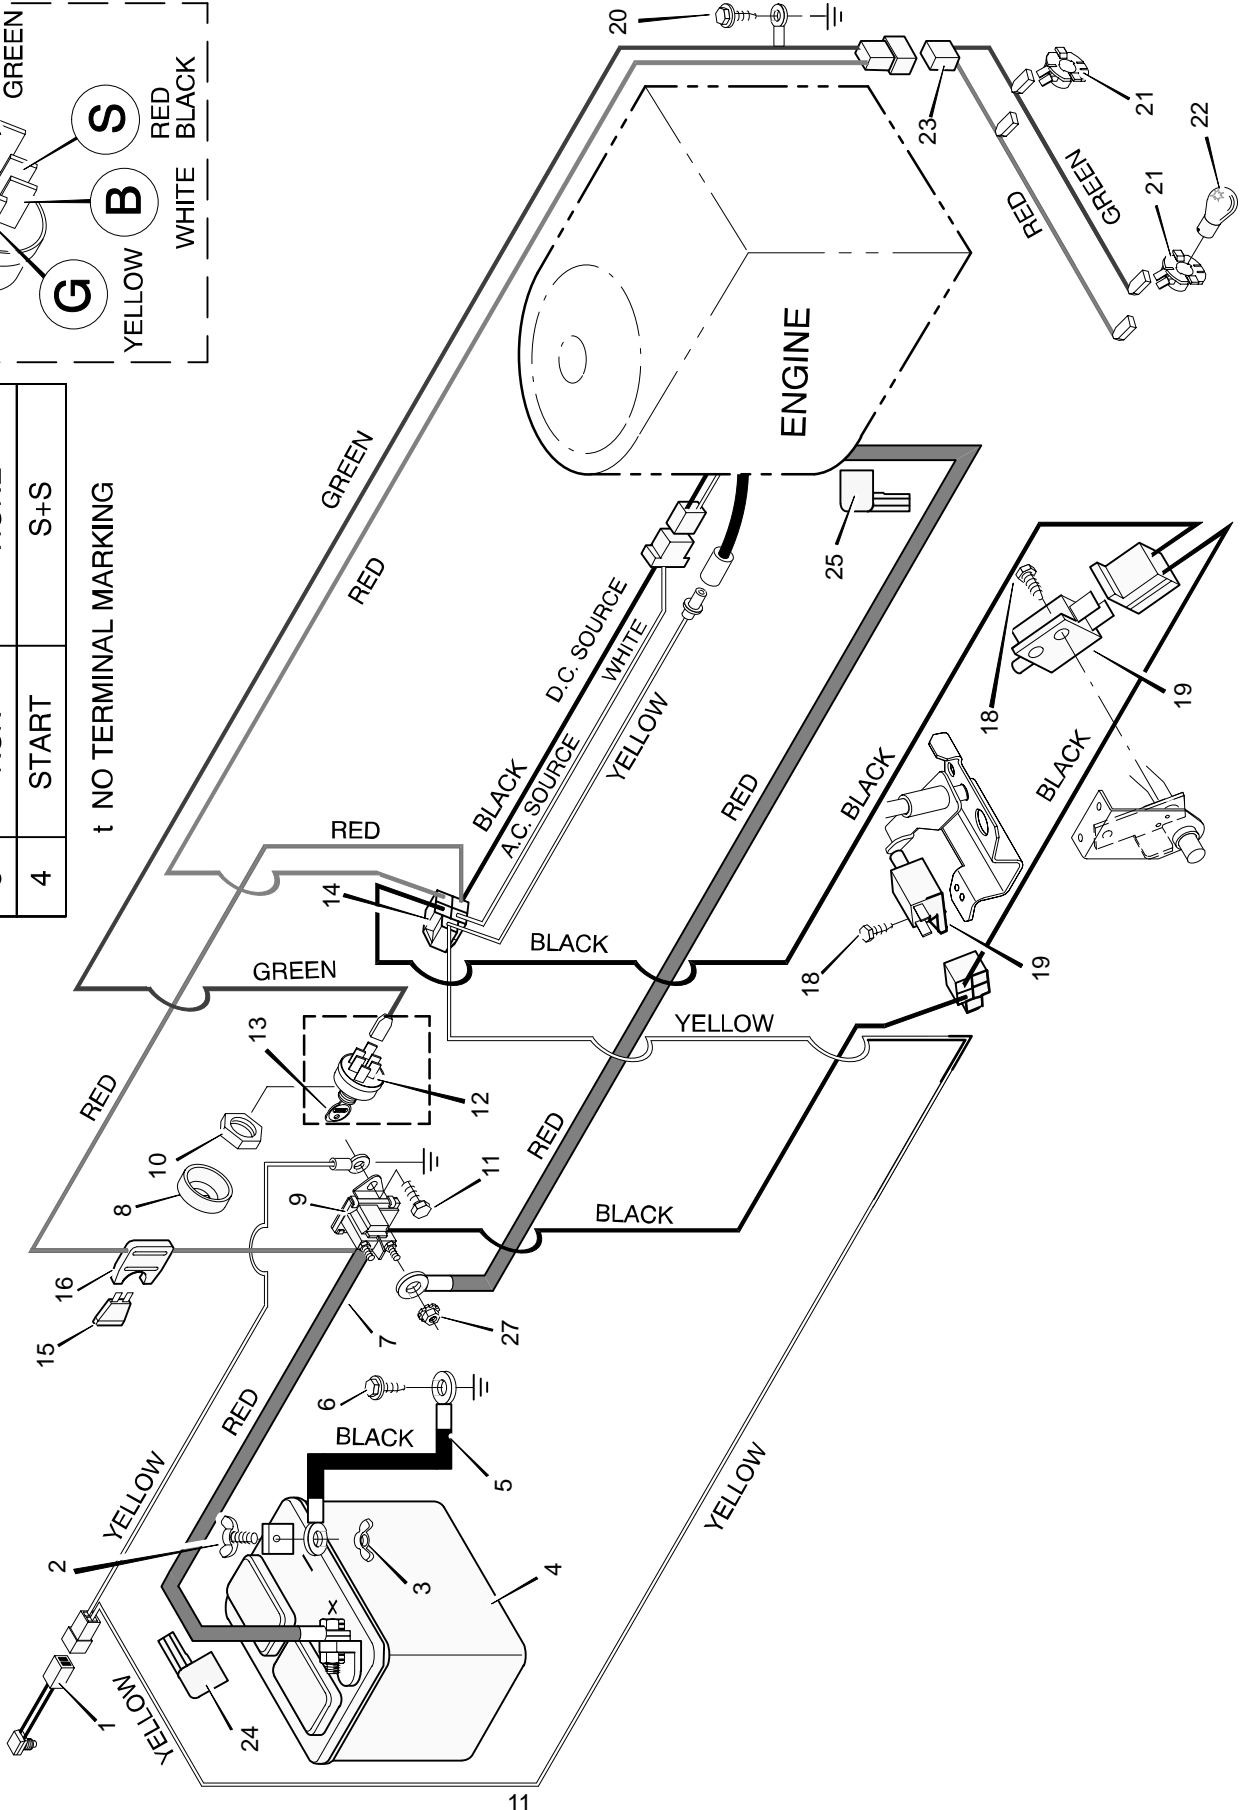 GREEN
S
RED
BLACK
B
WHITE
G
YELLOW
4 START S+S
t NO TERMINAL MARKING
20
21
23
22
21
GREEN
RED
ENGINE
GREEN
RED
25
D.C. SOURCE
WHITE
BLACK
A.C. SOURCE
YELLOW
RED
14
18
19
BLACK
BLACK
RED
18
19
BLACK
GREEN
YELLOW
13
12
RED
10
8
9
11
RED
BLACK
16
15
7
27
RED
6
BLACK
5
YELLOW
2
3
4
X
YELLOW
1
YELLOW
24
11